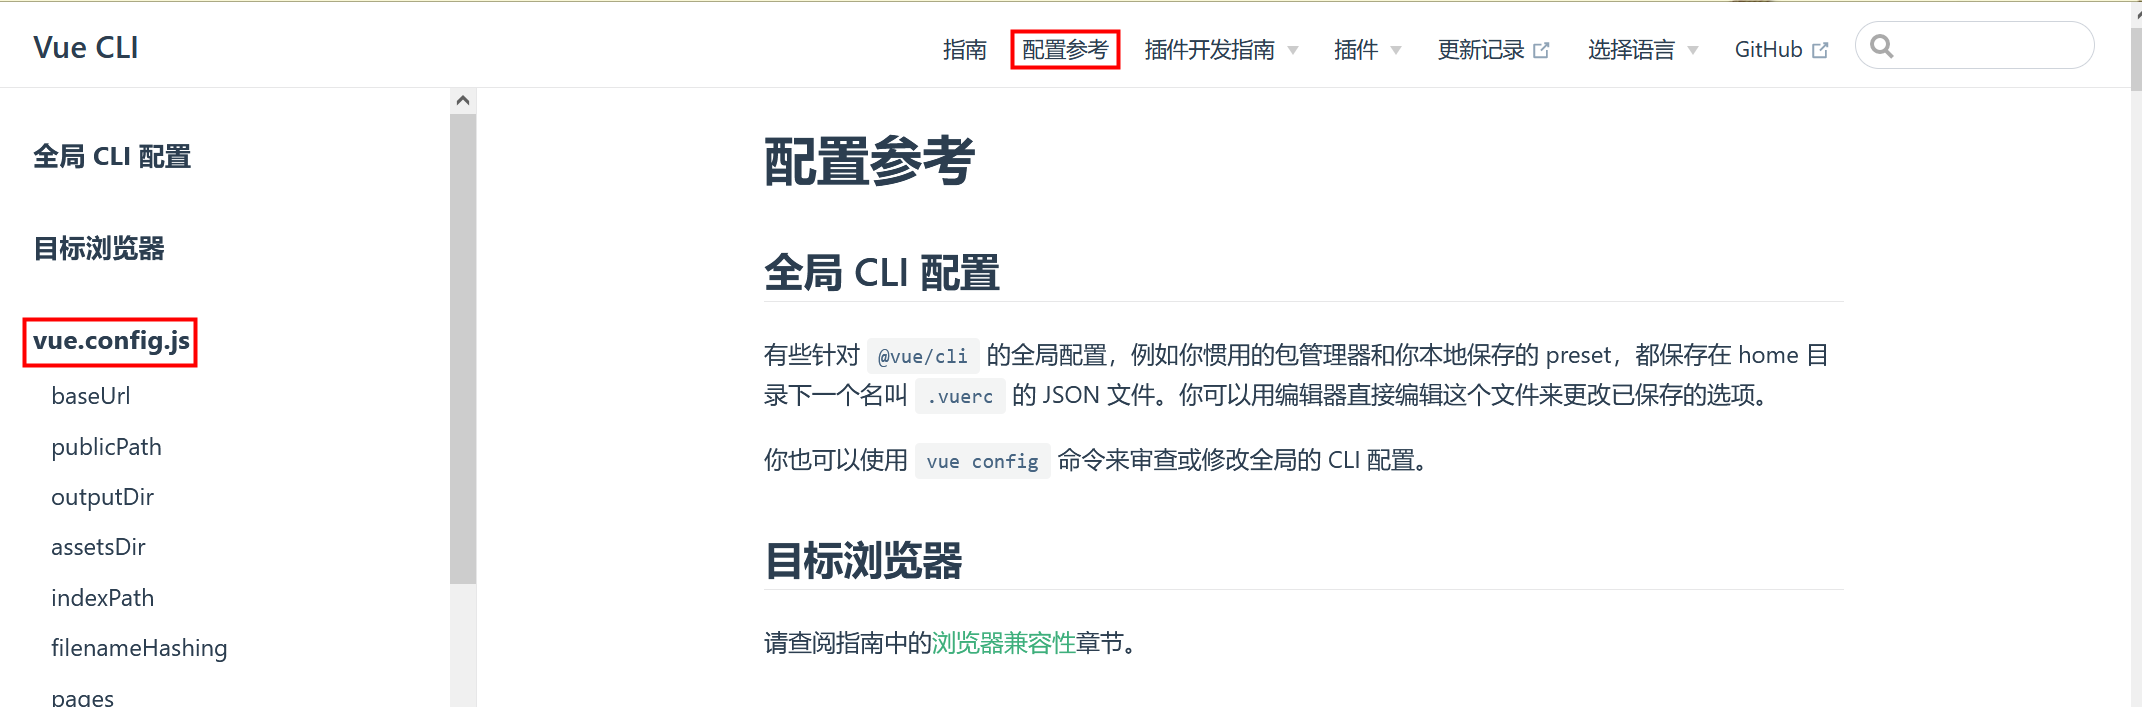 Vue CLI
指南 配置参考 插件开发指南 插件 更新记录 选择语言 GitHub
全局 CLI 配置
目标浏览器
vue.config.js
baseUrl
publicPath
outputDir
assetsDir
indexPath
filenameHashing
pages
配置参考
全局 CLI 配置
有些针对 @vue/cli 的全局配置，例如你惯用的包管理器和你本地保存的 preset，都保存在 home 目
录下一个名叫 .vuerc 的 JSON 文件。你可以用编辑器直接编辑这个文件来更改已保存的选项。
你也可以使用 vue config 命令来审查或修改全局的 CLI 配置。
目标浏览器
请查阅指南中的浏览器兼容性章节。